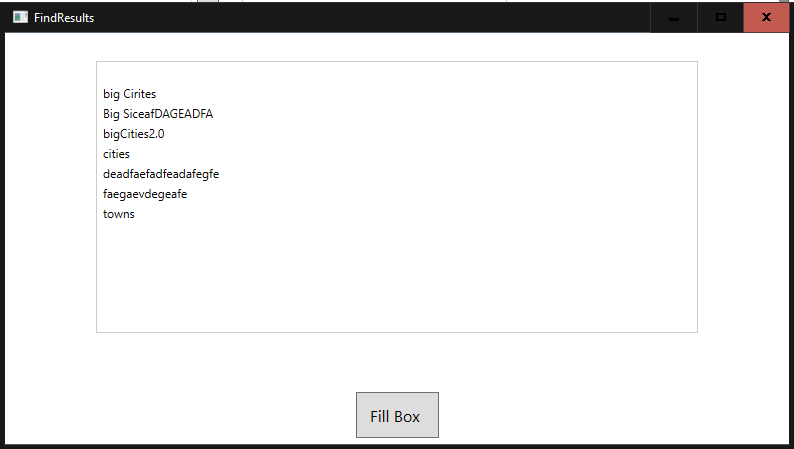 FindResults
big Cirites
Big SiceafDAGEADFA
bigCities2.0
cities
deadfaefadfeadafegfe
faegaevdegeafe
towns
Fill Box